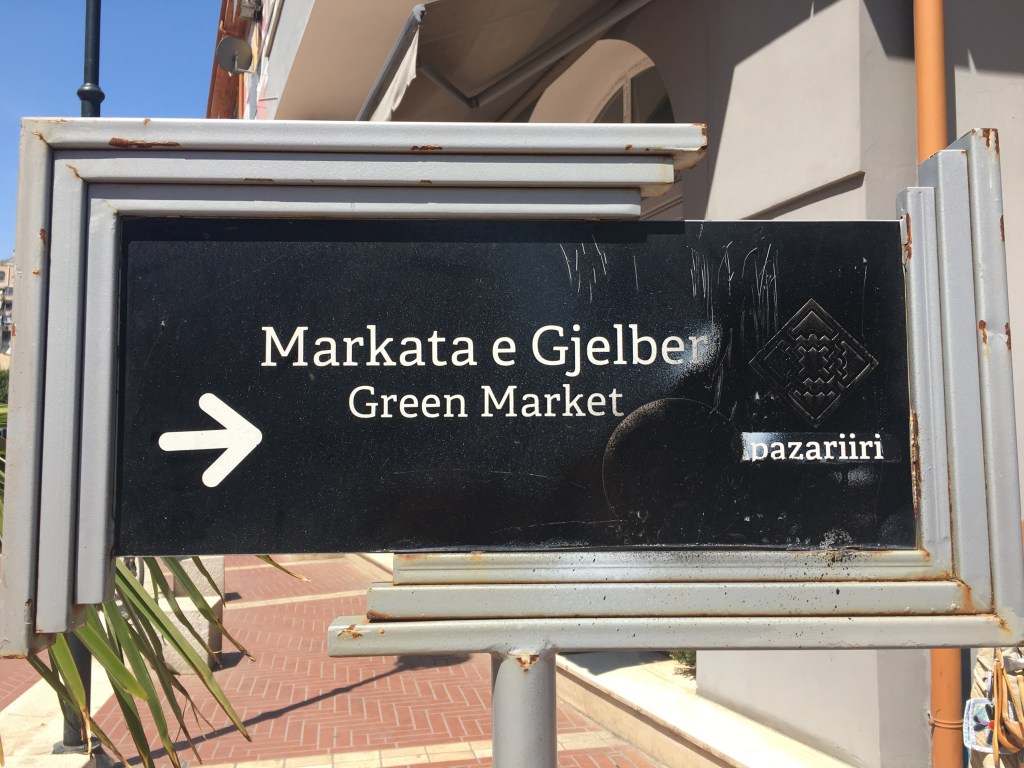 Markata e Gjelber
Green Market
pazariiri